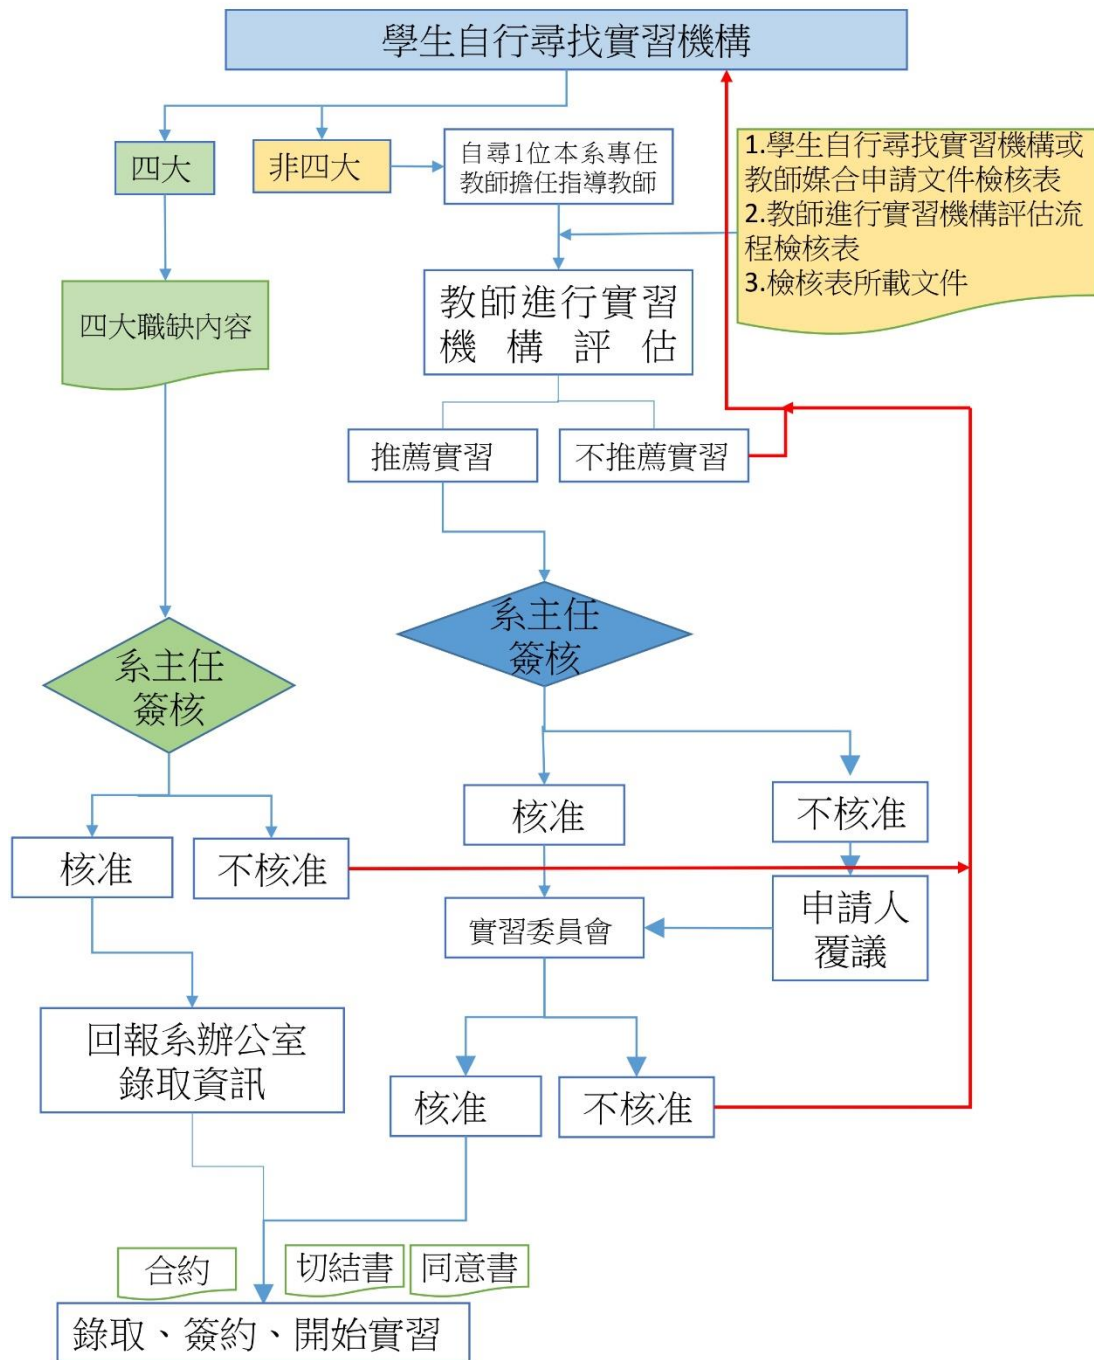 學生自行尋找實習機構
四大
非四大
自尋1位本系專任
教師擔任指導教師
1.學生自行尋找實習機構或
教師媒合申請文件檢核表
2.教師進行實習機構評估流
程檢核表
3.檢核表所載文件
四大職缺內容
教師進行實習
機構評估
推薦實習
不推薦實習
系主任
簽核
系主任
簽核
核准
不核准
核准
不核准
實習委員會
申請人
覆議
回報系辦公室
錄取資訊
核准
不核准
合約
切結書
同意書
錄取、簽約、開始實習